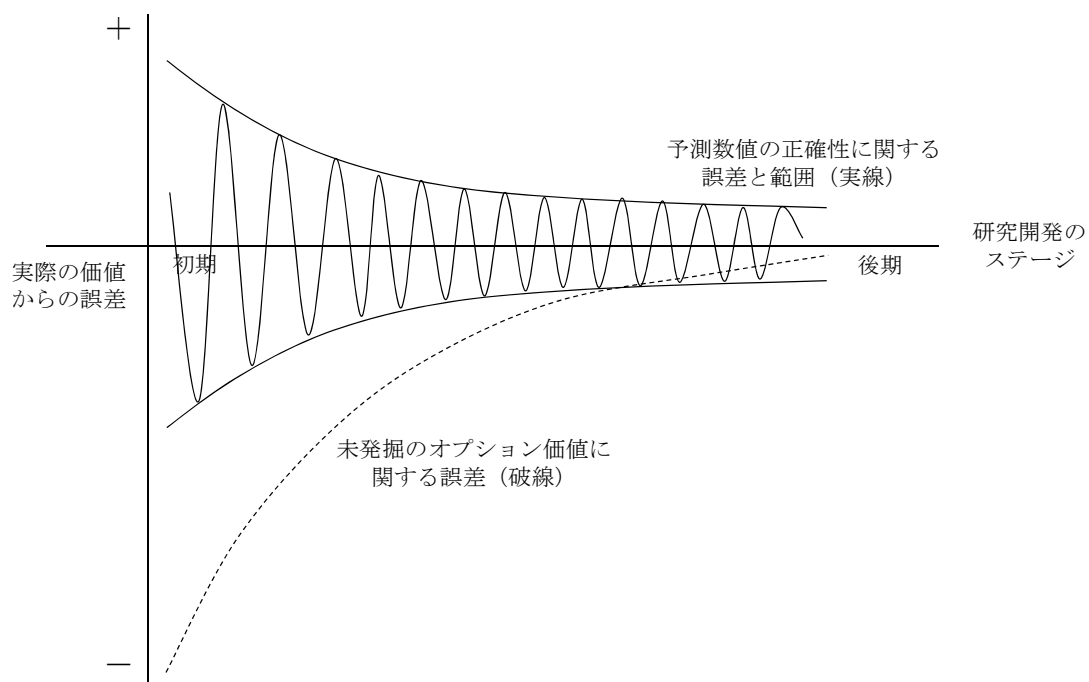 ＋
予測数値の正確性に関する
誤差と範囲（実線）
研究開発の
ステージ
実際の価値
からの誤差
初期
後期
未発掘のオプション価値に
関する誤差（破線）
－